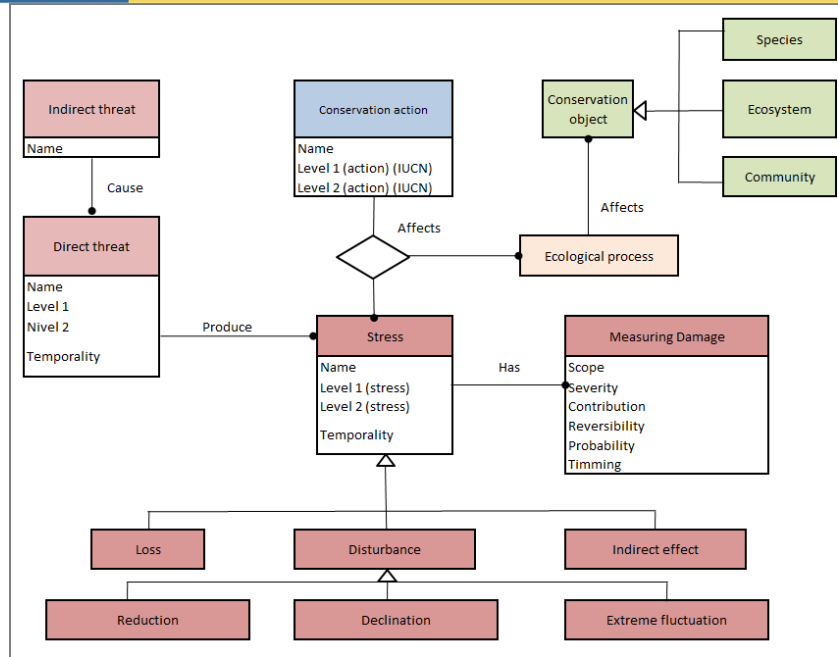 Species
Indirect threat
Name
Conservation action
Name
Level 1 (action) (IUCN)
Level 2 (action) (IUCN)
Conservation
object
Ecosystem
Community
Cause
Affects
Affects
Direct threat
Name
Level 1
Nivel 2
Temporality
Ecological process
Produce
Stress
Name
Level 1 (stress)
Level 2 (stress)
Temporality
Has
Measuring Damage
Scope
Severity
Contribution
Reversibility
Probability
Timming
Loss
Disturbance
Indirect effect
Reduction
Declination
Extreme fluctuation